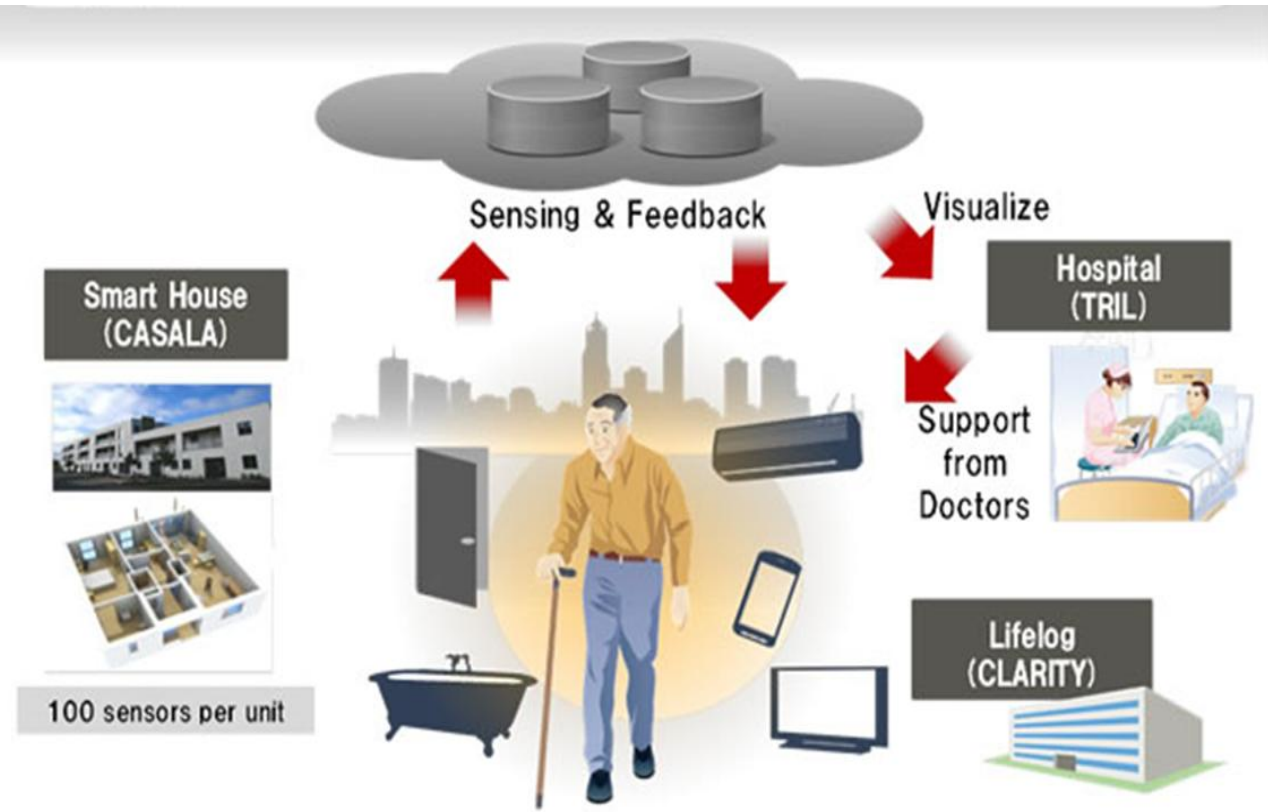 Sensing & Feedback
Visualize
Smart House
(CASALA)
Hospital
(TRIL)
Support
from
Doctors
Lifelog
(CLARITY)
100 sensors per unit